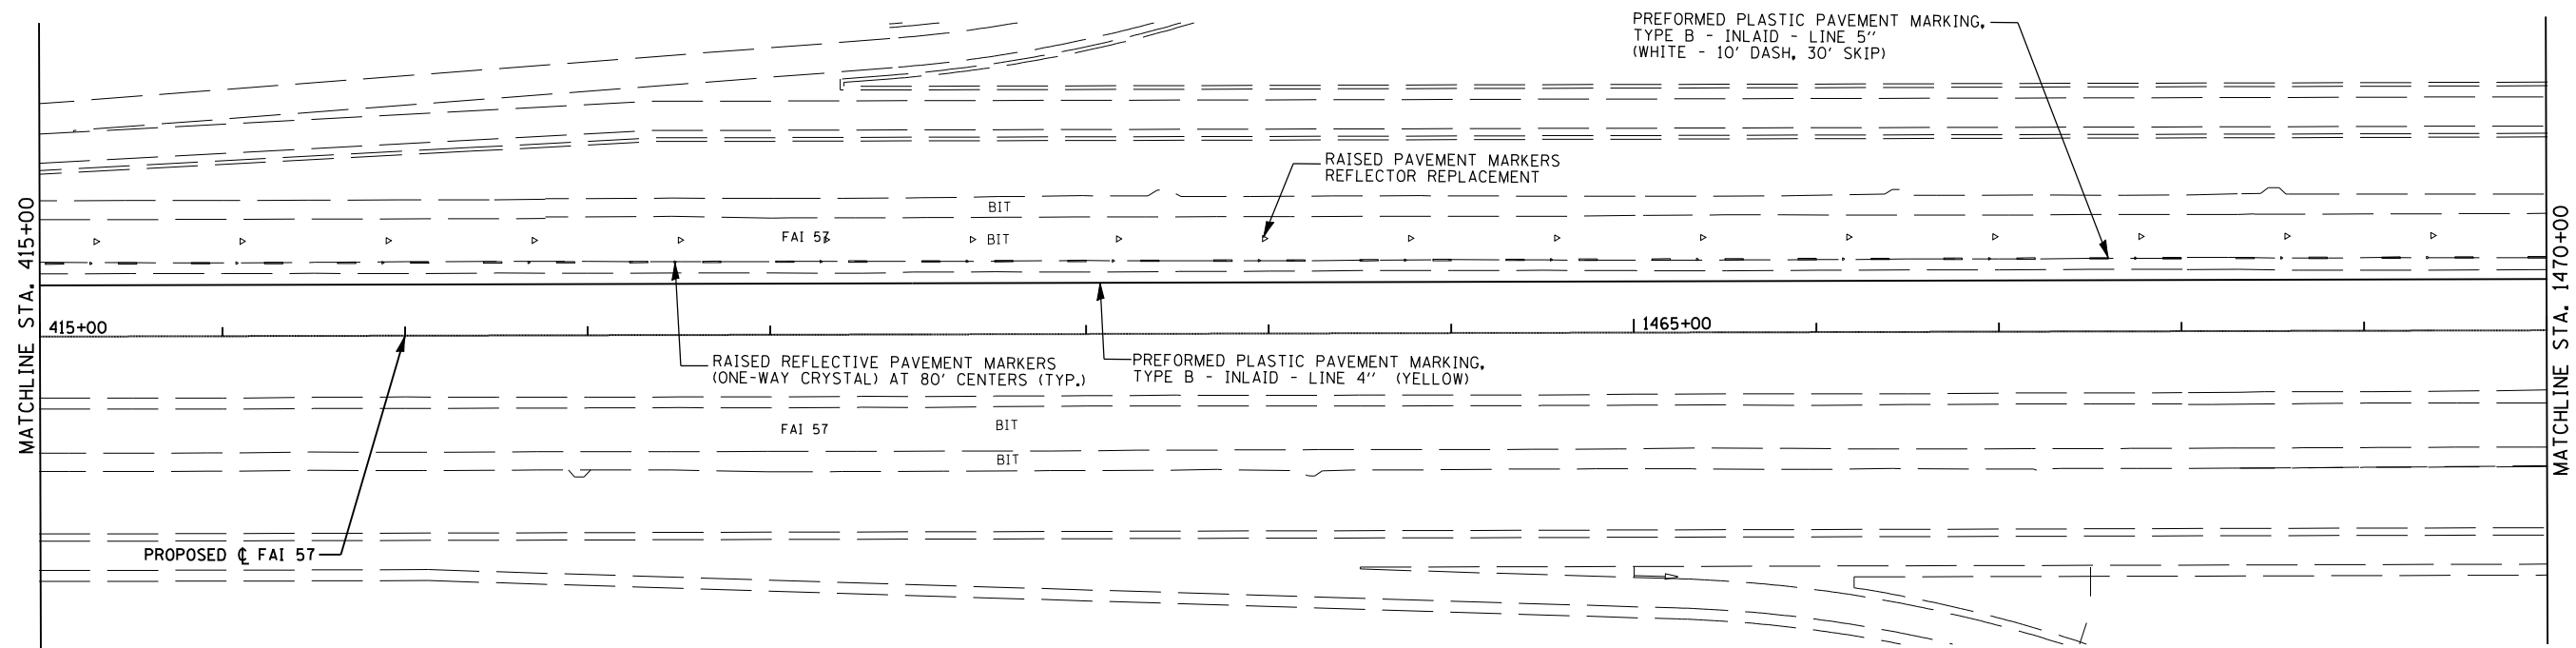 PREFORMED PLASTIC PAVEMENT MARKING,
TYPE B - INLAID - LINE 5''
(WHITE - 10' DASH, 30' SKIP)
RAISED PAVEMENT MARKERS
REFLECTOR REPLACEMENT
MATCHLINE STA. 415+00
MATCHLINE STA. 1470+00
BIT
FAI 57
BIT
415+00
1465+00
RAISED REFLECTIVE PAVEMENT MARKERS
(ONE-WAY CRYSTAL) AT 80' CENTERS (TYP.)
PREFORMED PLASTIC PAVEMENT MARKING,
TYPE B - INLAID - LINE 4'' (YELLOW)
FAI 57
BIT
BIT
PROPOSED ℄ FAI 57